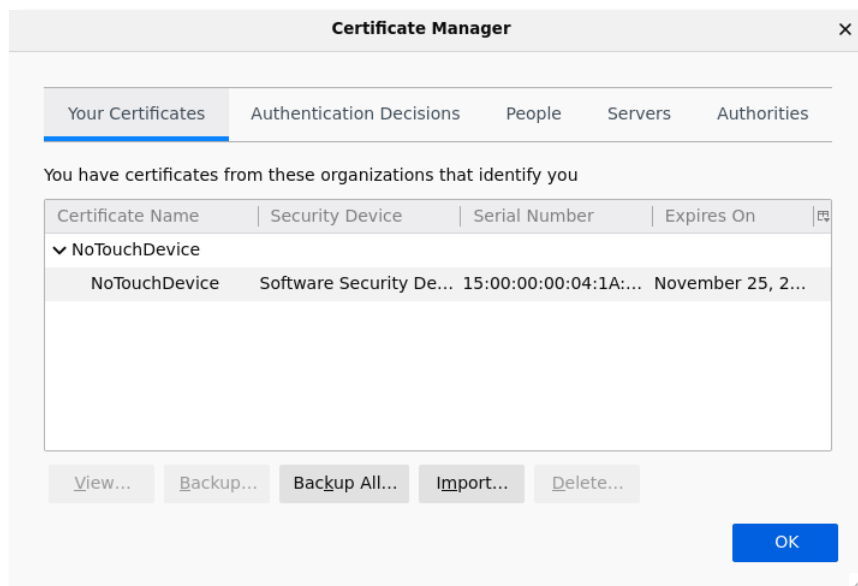 Certificate Manager
Your Certificates Authentication Decisions People Servers Authorities
You have certificates from these organizations that identify you
Certificate Name Security Device Serial Number Expires On
NoTouchDevice
NoTouchDevice Software Security De... 15:00:00:00:04:1A:... November 25, 2...
View... Backup... Backup All... Import... Delete...
OK